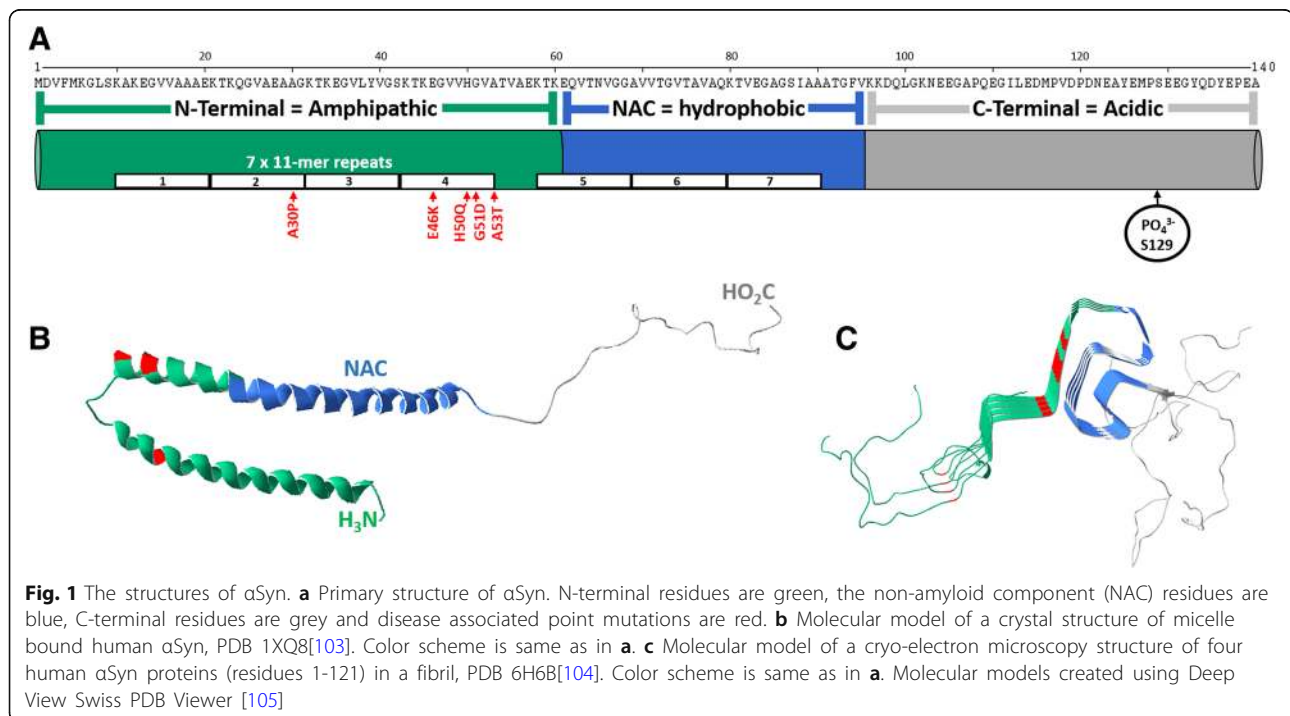 A
1 20 40 60 80 100 120 140
MDVFMKGLSKAKEGVVAAAEKTKQGVAEAAGKTKEGVLYVGSKTKEGVVHGVATVAEKTKEQVTNVGGAVVTGVTAVAQKTVEGAGSIAAATGFVKKDQLGKNEEGAPQEGILEDMPVDPDNEAYEMPSEEGYQDYEPEA
N-Terminal = Amphipathic NAC = hydrophobic C-Terminal = Acidic
7 x 11-mer repeats
1 2 3 4 5 6 7
A30P E46K H50Q G51D A53T
PO₄³⁻
S129
HO₂C
B C
NAC
H₃N
Fig. 1 The structures of αSyn. a Primary structure of αSyn. N-terminal residues are green, the non-amyloid component (NAC) residues are
blue, C-terminal residues are grey and disease associated point mutations are red. b Molecular model of a crystal structure of micelle
bound human αSyn, PDB 1XQ8[103]. Color scheme is same as in a. c Molecular model of a cryo-electron microscopy structure of four
human αSyn proteins (residues 1-121) in a fibril, PDB 6H6B[104]. Color scheme is same as in a. Molecular models created using Deep
View Swiss PDB Viewer [105]